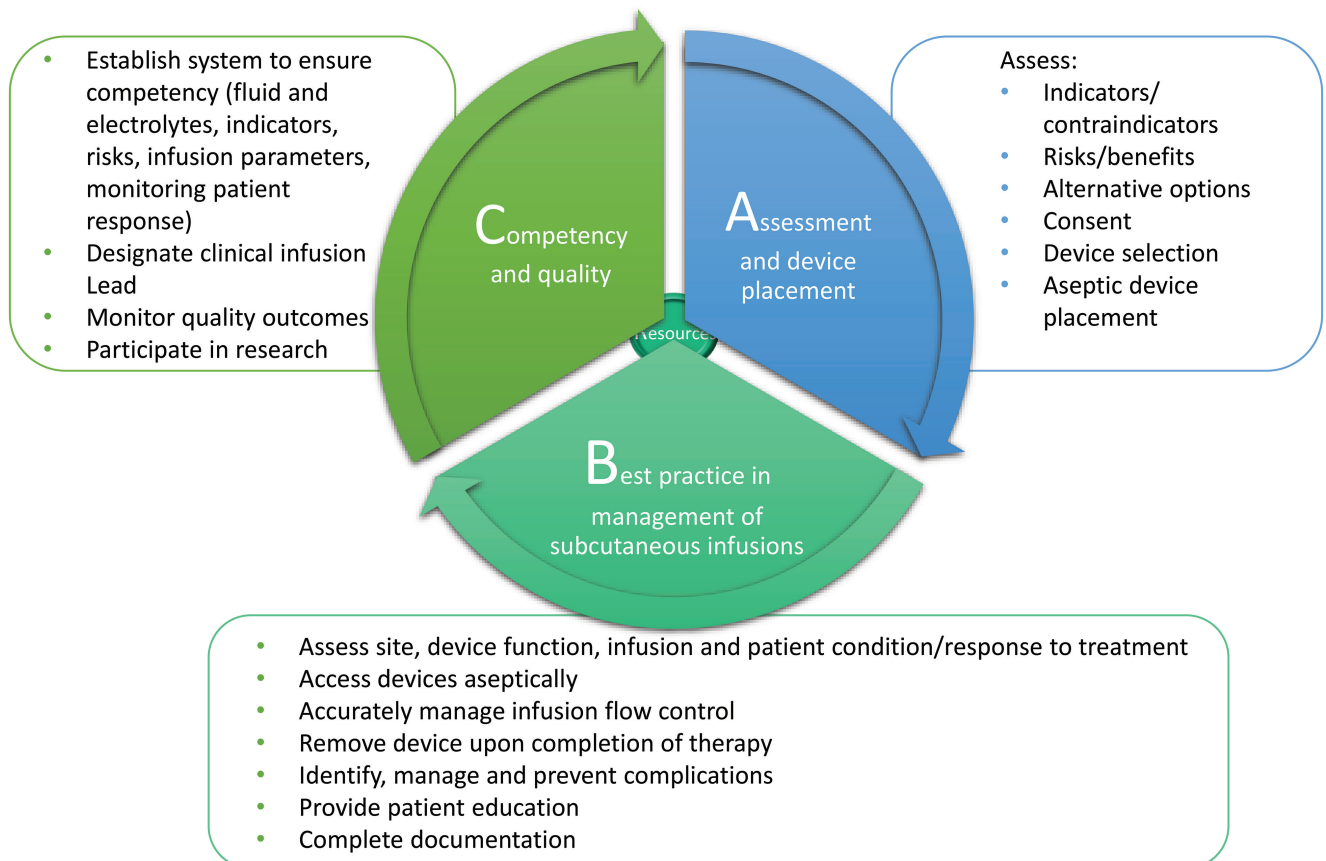 • Establish system to ensure
competency (fluid and
electrolytes, indicators,
risks, infusion parameters,
monitoring patient
response)
• Designate clinical infusion
Lead
• Monitor quality outcomes
• Participate in research
Competency
and quality
Assessment
and device
placement
Assess:
• Indicators/
contraindicators
• Risks/benefits
• Alternative options
• Consent
• Device selection
• Aseptic device
placement
Resources
Best practice in
management of
subcutaneous infusions
• Assess site, device function, infusion and patient condition/response to treatment
• Access devices aseptically
• Accurately manage infusion flow control
• Remove device upon completion of therapy
• Identify, manage and prevent complications
• Provide patient education
• Complete documentation